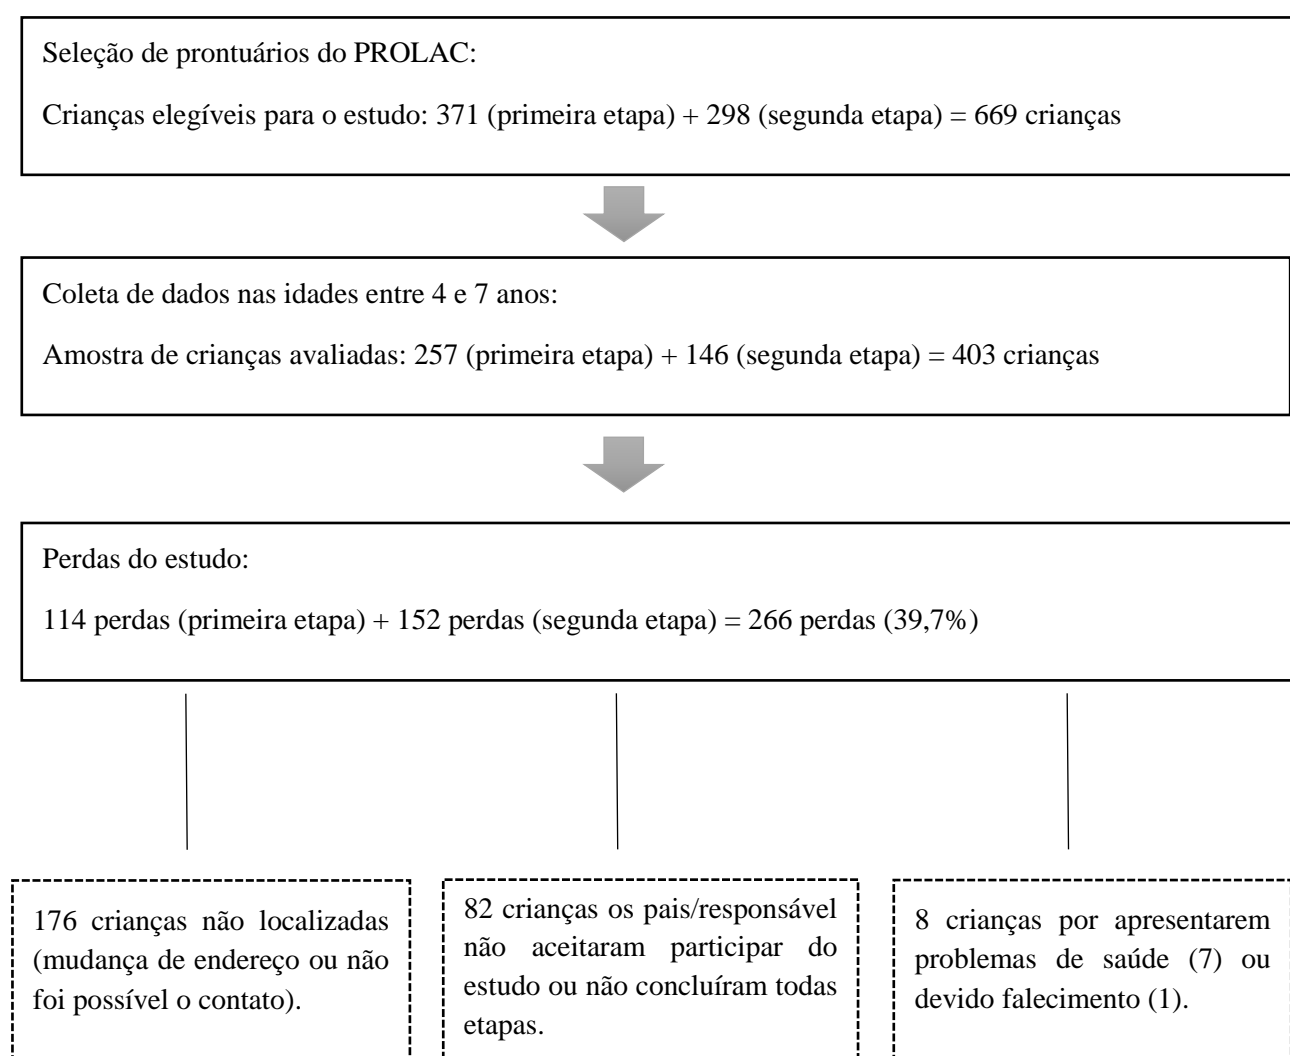 Seleção de prontuários do PROLAC:
Crianças elegíveis para o estudo: 371 (primeira etapa) + 298 (segunda etapa) = 669 crianças
Coleta de dados nas idades entre 4 e 7 anos:
Amostra de crianças avaliadas: 257 (primeira etapa) + 146 (segunda etapa) = 403 crianças
Perdas do estudo:
114 perdas (primeira etapa) + 152 perdas (segunda etapa) = 266 perdas (39,7%)
176 crianças não localizadas
(mudança de endereço ou não
foi possível o contato).
82 crianças os pais/responsável
não aceitaram participar do
estudo ou não concluíram todas
etapas.
8 crianças por apresentarem
problemas de saúde (7) ou
devido falecimento (1).